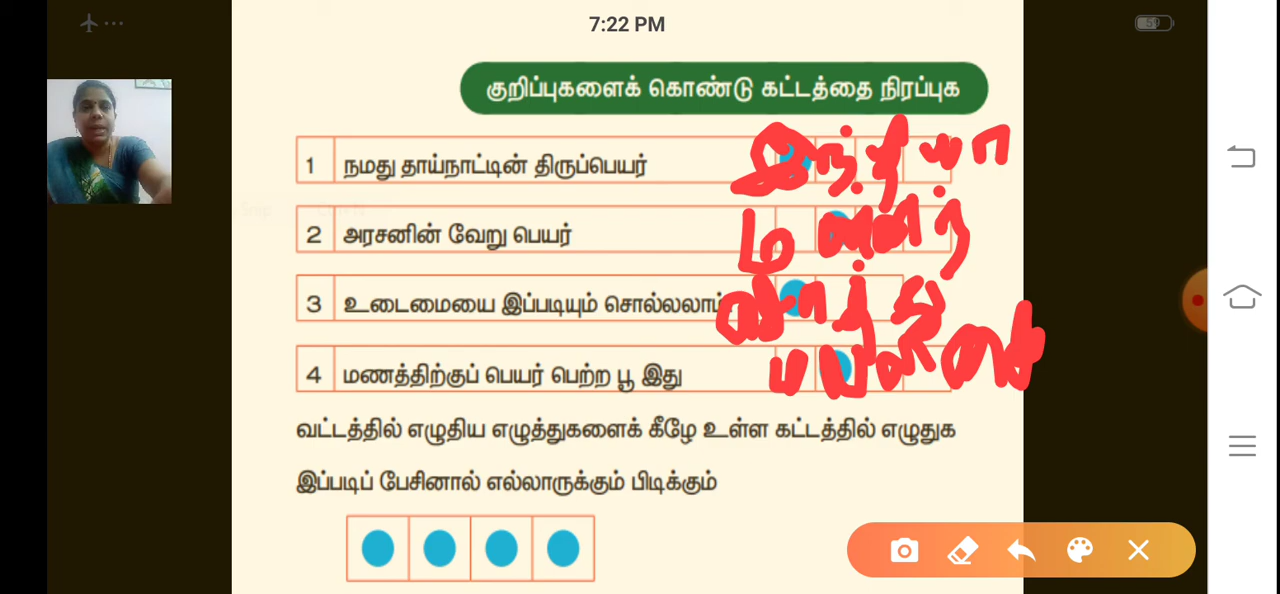 7:22 PM
59
குறிப்புகளைக் கொண்டு கட்டத்தை நிரப்புக
1 நமது தாய்நாட்டின் திருப்பெயர் இந்தியா
2 அரசனின் வேறு பெயர் மன்னர்
3 உடைமையை இப்படியும் சொல்லலாம் சொத்து
4 மணத்திற்குப் பெயர் பெற்ற பூ இது மல்லிகை
வட்டத்தில் எழுதிய எழுத்துகளைக் கீழே உள்ள கட்டத்தில் எழுதுக
இப்படிப் பேசினால் எல்லாருக்கும் பிடிக்கும்